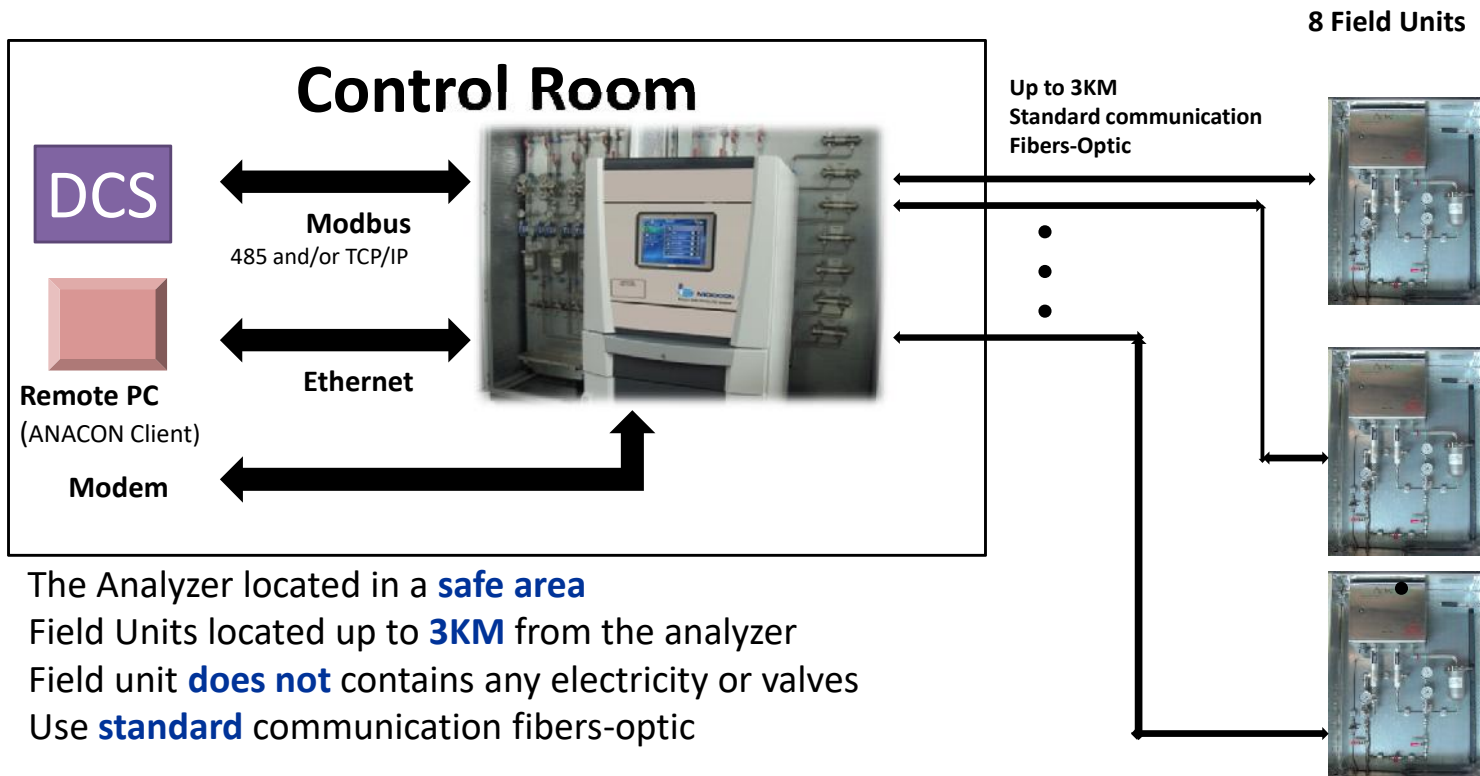 8 Field Units
Control Room
Up to 3KM
Standard communication
Fibers-Optic
DCS
Modbus
485 and/or TCP/IP
Ethernet
Remote PC
(ANACON Client)
Modem
The Analyzer located in a safe area
Field Units located up to 3KM from the analyzer
Field unit does not contains any electricity or valves
Use standard communication fibers-optic